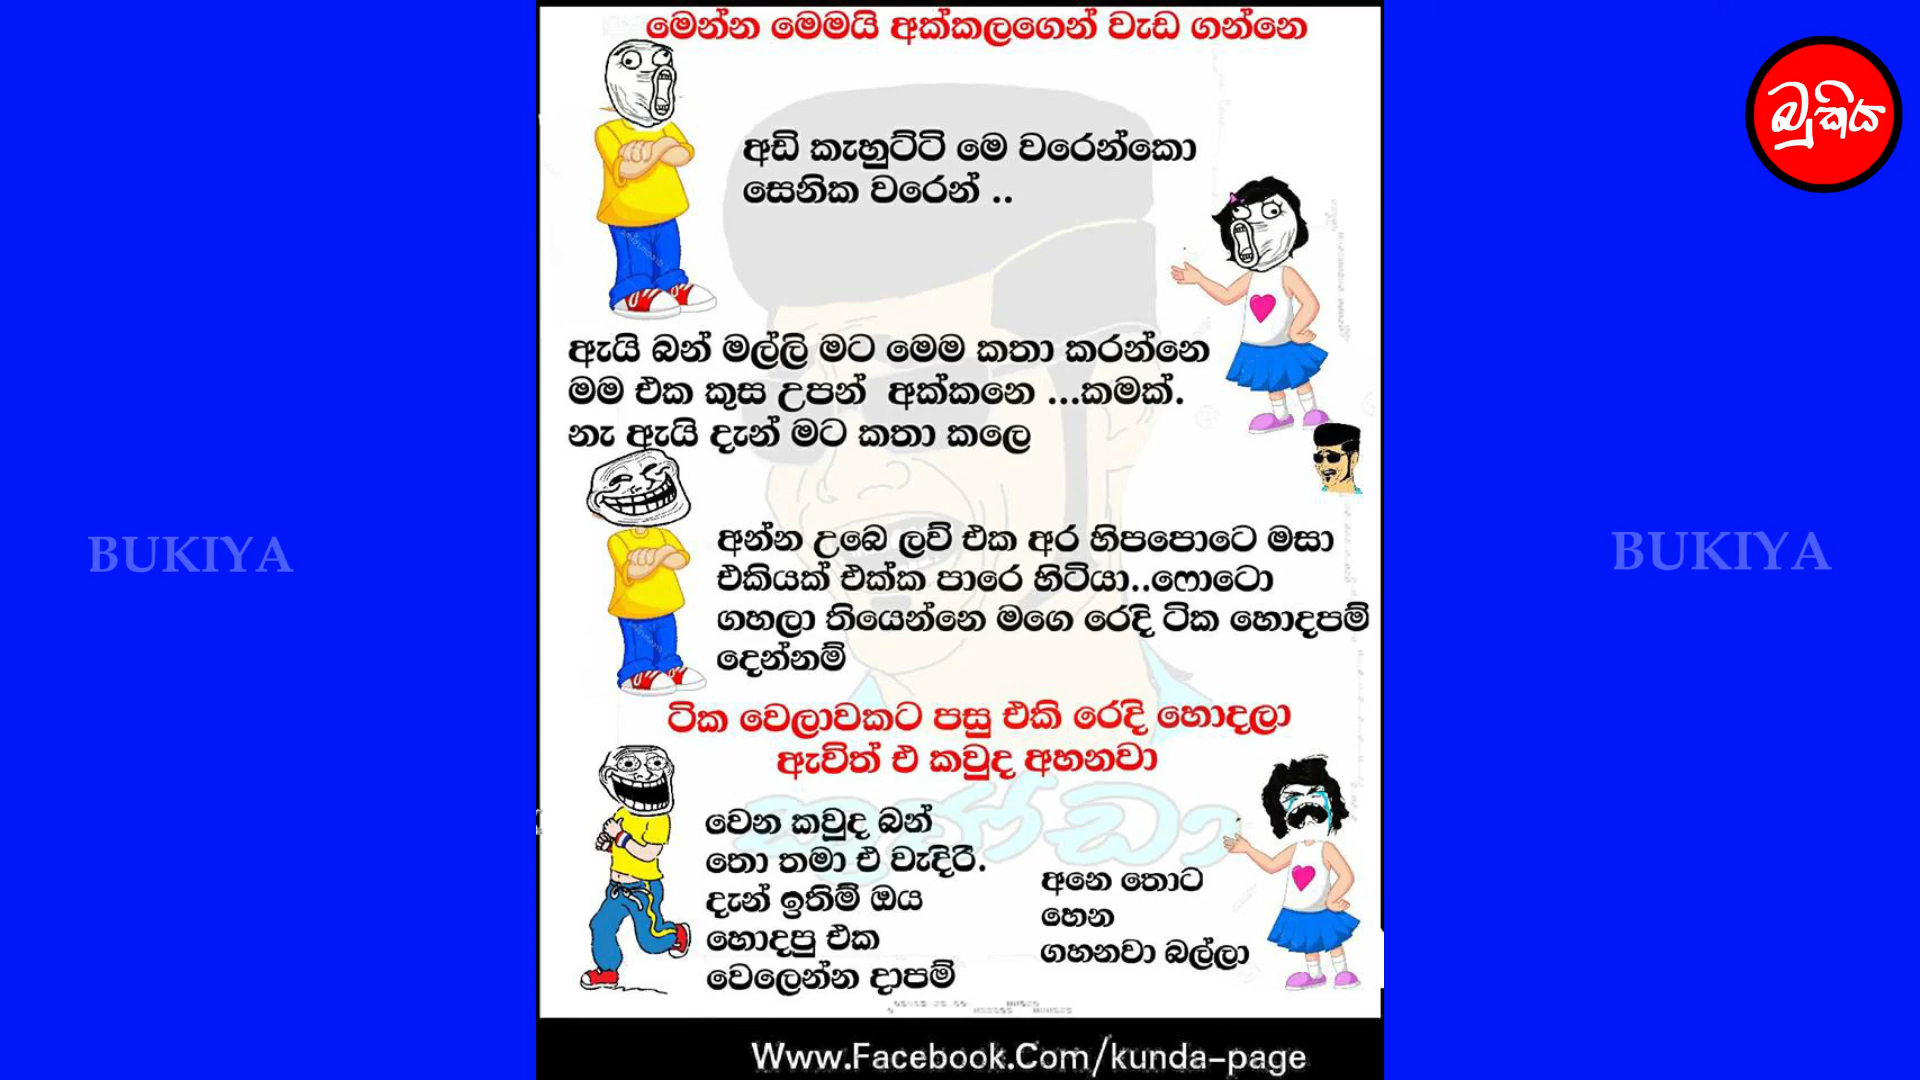 මෙන්න මෙමයි අක්කලගෙන් වැඩ ගන්නෙ
බුකිය
අඩි කැහුට්ටි මෙ වරෙන්කො
සෙනික වරෙන් ..
ඇයි බන් මල්ලි මට මෙම කතා කරන්නෙ
මම එක කුස උපන් අක්කනෙ ...කමක්.
නැ ඇයි දැන් මට කතා කලෙ
BUKIYA
BUKIYA
අන්න උබෙ ලව් එක අර හිපපොටෙ මසා
එකියක් එක්ක පාරෙ හිටියා..ෆොටො
ගහලා තියෙන්නෙ මගෙ රෙදි ටික හොදපම්
දෙන්නම්
ටික වෙලාවකට පසු එකි රෙදි හොදලා
ඇවිත් එ කවුද අහනවා
වෙන කවුද බන්
තො තමා එ වැදිරි.
දැන් ඉතිම් ඔය
හොදපු එක
වෙලෙන්න දාපම්
අනෙ තොට
හෙන
ගහනවා බල්ලා
කුණ්ඩා
Www.Facebook.Com/kunda-page